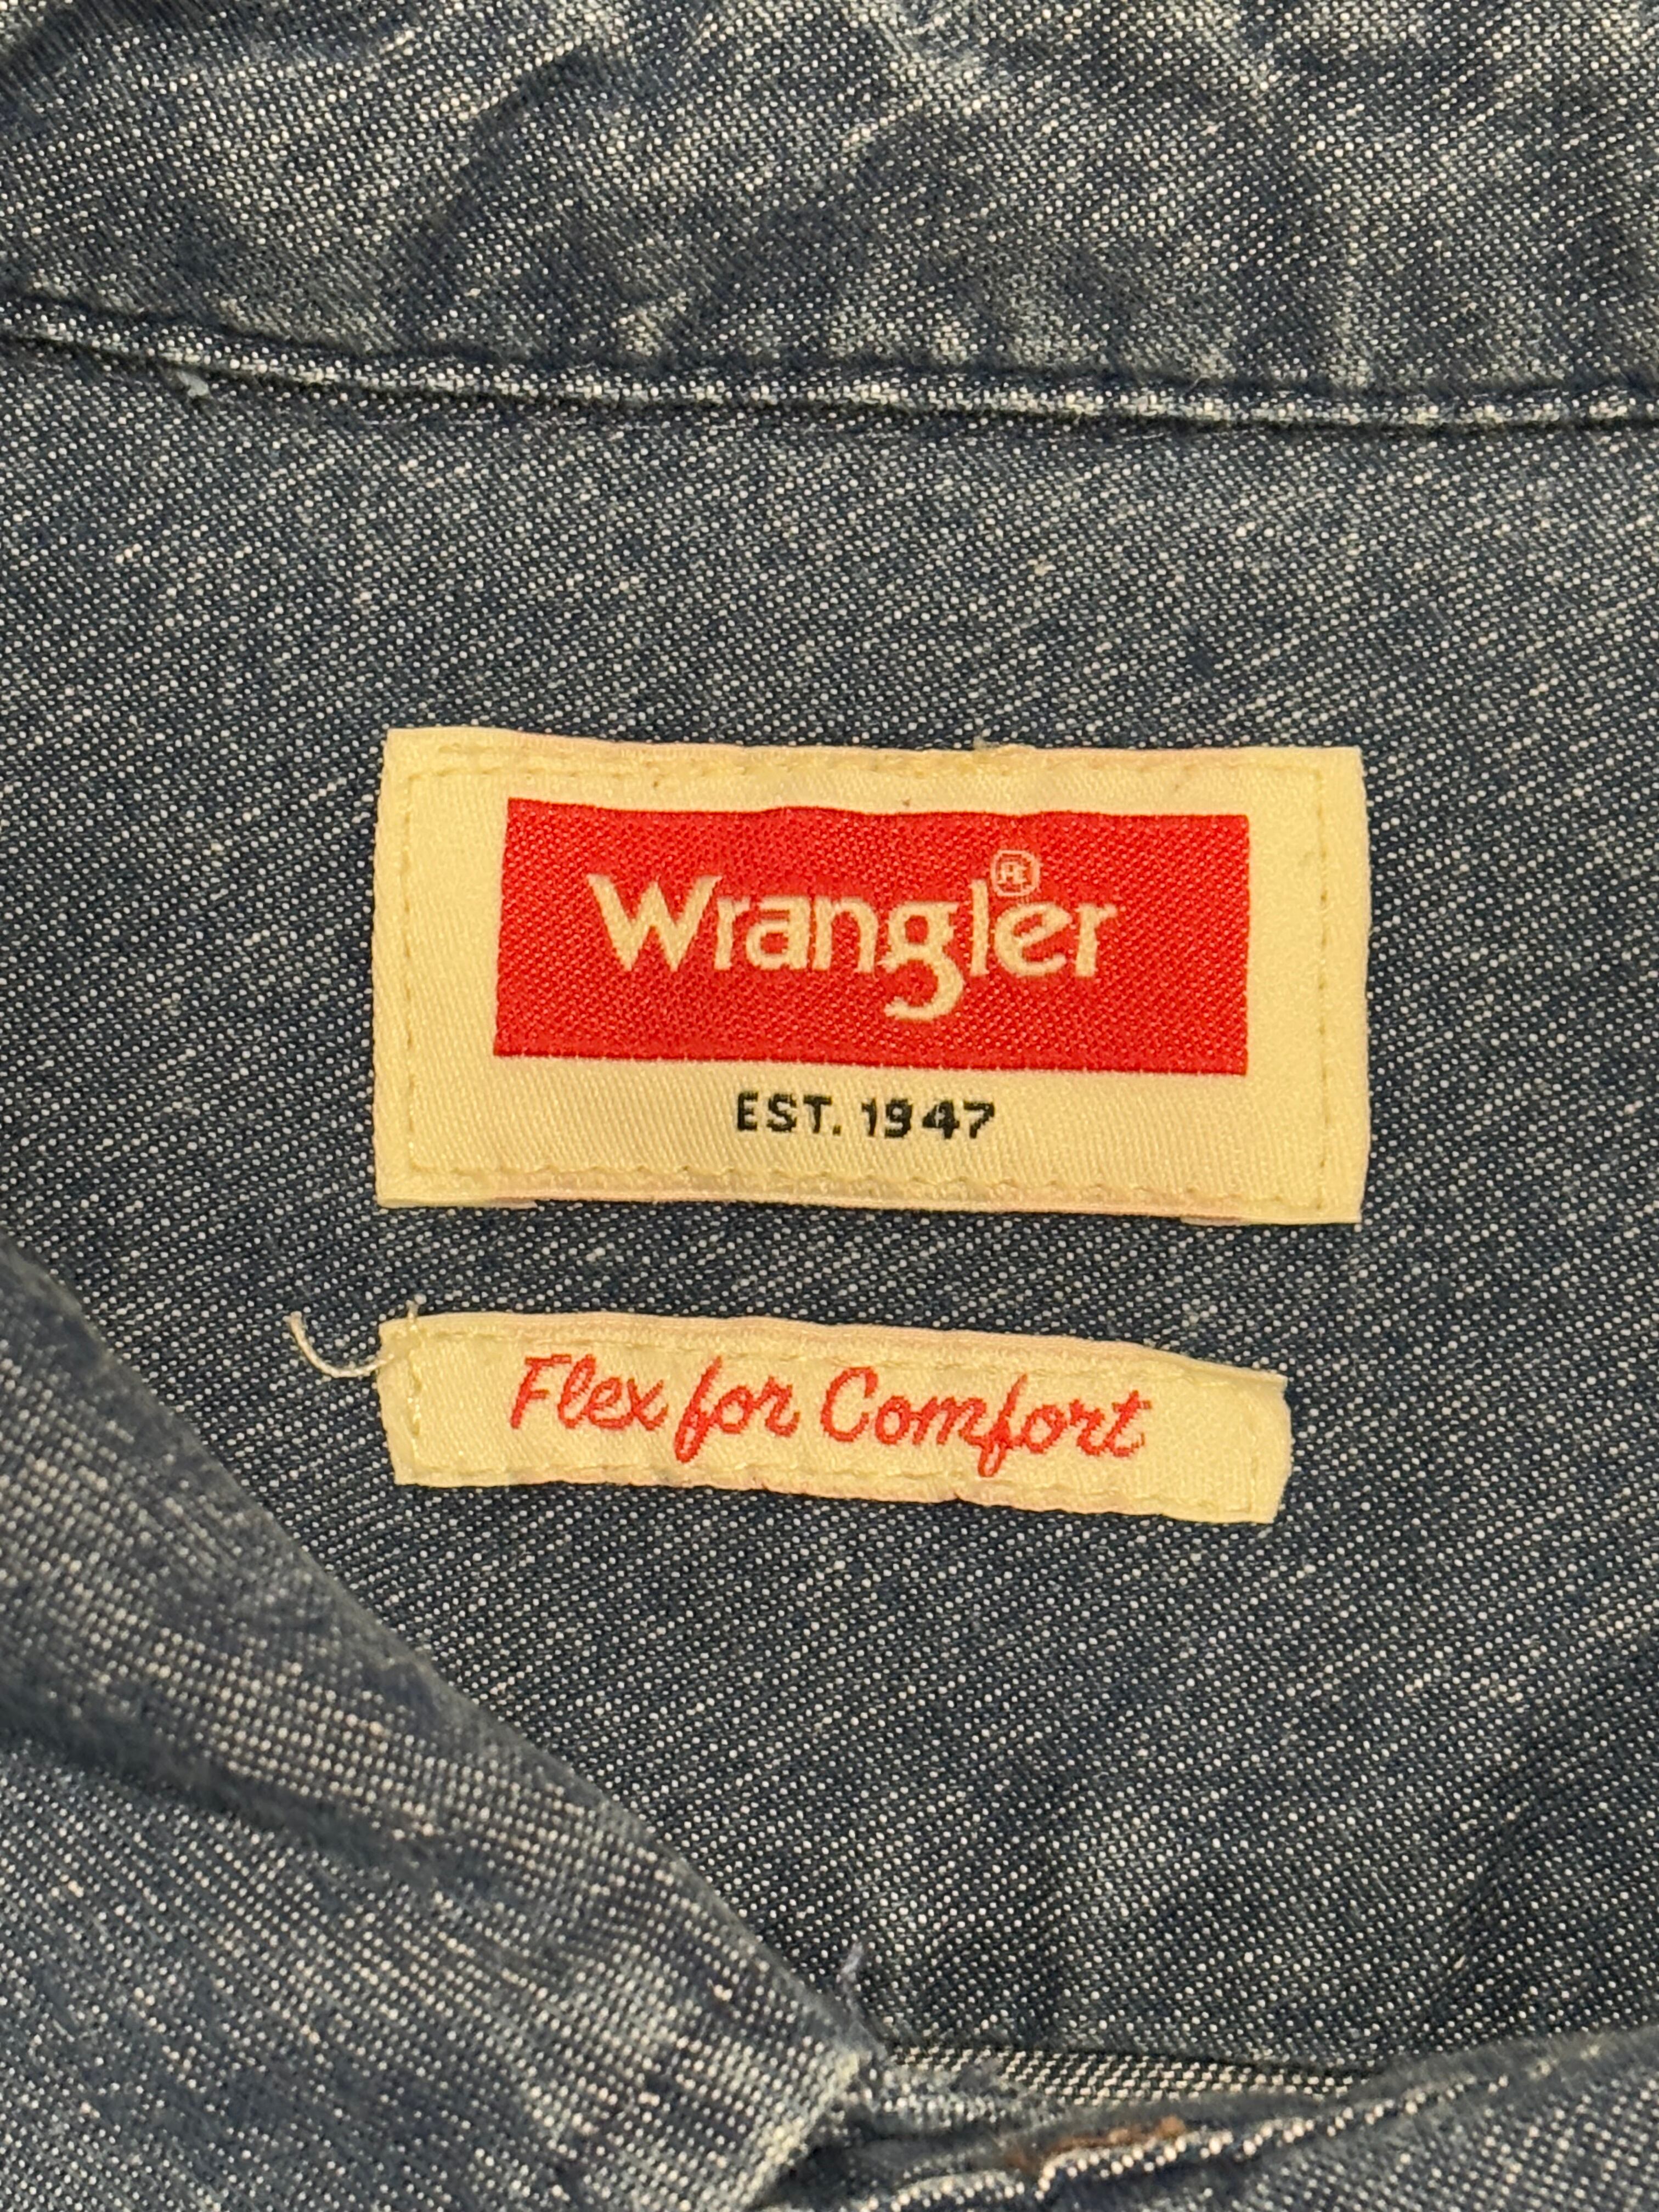 Wrangler®
EST. 1947
Flex for Comfort